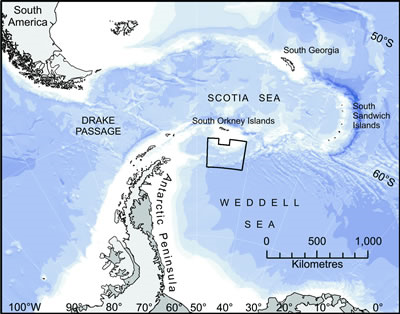 South
America
50°S
South Georgia
SCOTIA SEA
DRAKE
PASSAGE
South Orkney Islands
South
Sandwich
Islands
60°S
Antarctic Peninsula
WEDDELL
SEA
0 500 1,000
Kilometres
100°W 80° 70° 60° 50° 40° 30° 20° 10° 0°